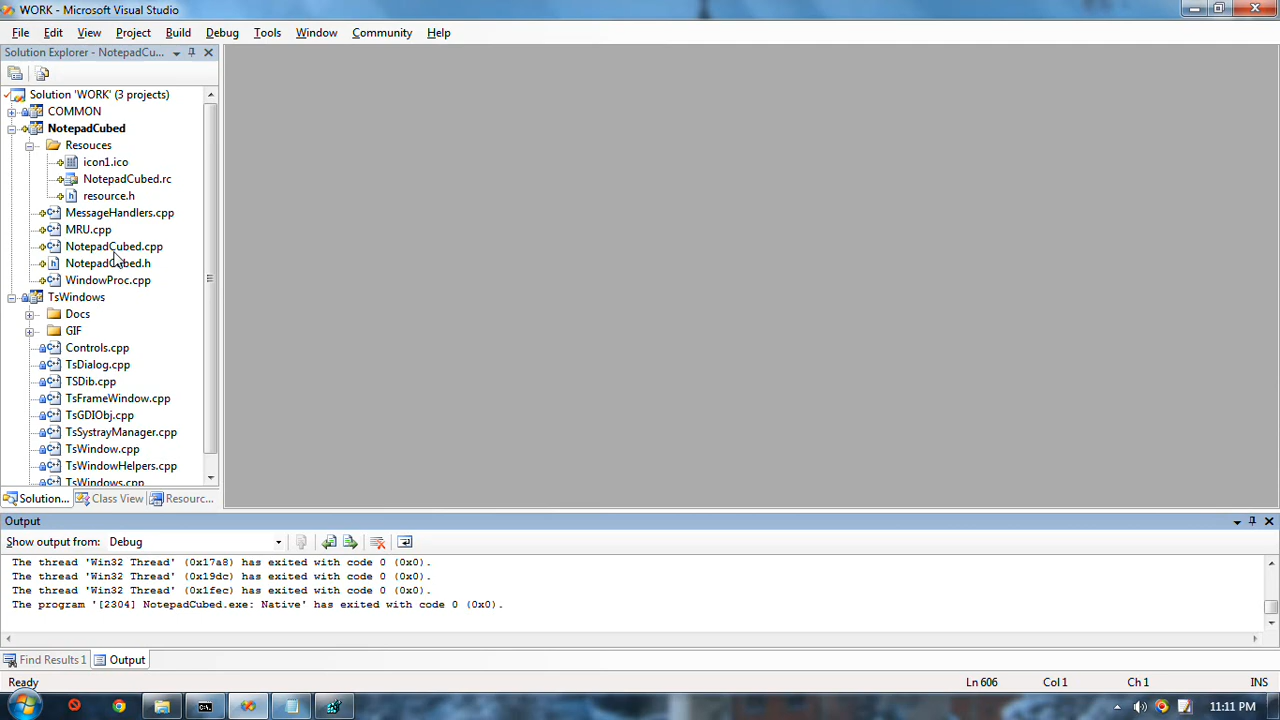 WORK - Microsoft Visual Studio
File Edit View Project Build Debug Tools Window Community Help
Solution Explorer - NotepadCu...
Solution 'WORK' (3 projects)
COMMON
NotepadCubed
Resouces
icon1.ico
NotepadCubed.rc
resource.h
MessageHandlers.cpp
MRU.cpp
NotepadCubed.cpp
NotepadCubed.h
WindowProc.cpp
TsWindows
Docs
GIF
Controls.cpp
TsDialog.cpp
TSDib.cpp
TsFrameWindow.cpp
TsGDIObj.cpp
TsSystrayManager.cpp
TsWindow.cpp
TsWindowHelpers.cpp
TsWindows.cpp
Solution... Class View Resourc...
Output
Show output from: Debug
The thread 'Win32 Thread' (0x17a8) has exited with code 0 (0x0).
The thread 'Win32 Thread' (0x19dc) has exited with code 0 (0x0).
The thread 'Win32 Thread' (0x1fec) has exited with code 0 (0x0).
The program '[2304] NotepadCubed.exe: Native' has exited with code 0 (0x0).
Find Results 1 Output
Ready Ln 606 Col 1 Ch 1 INS
11:11 PM